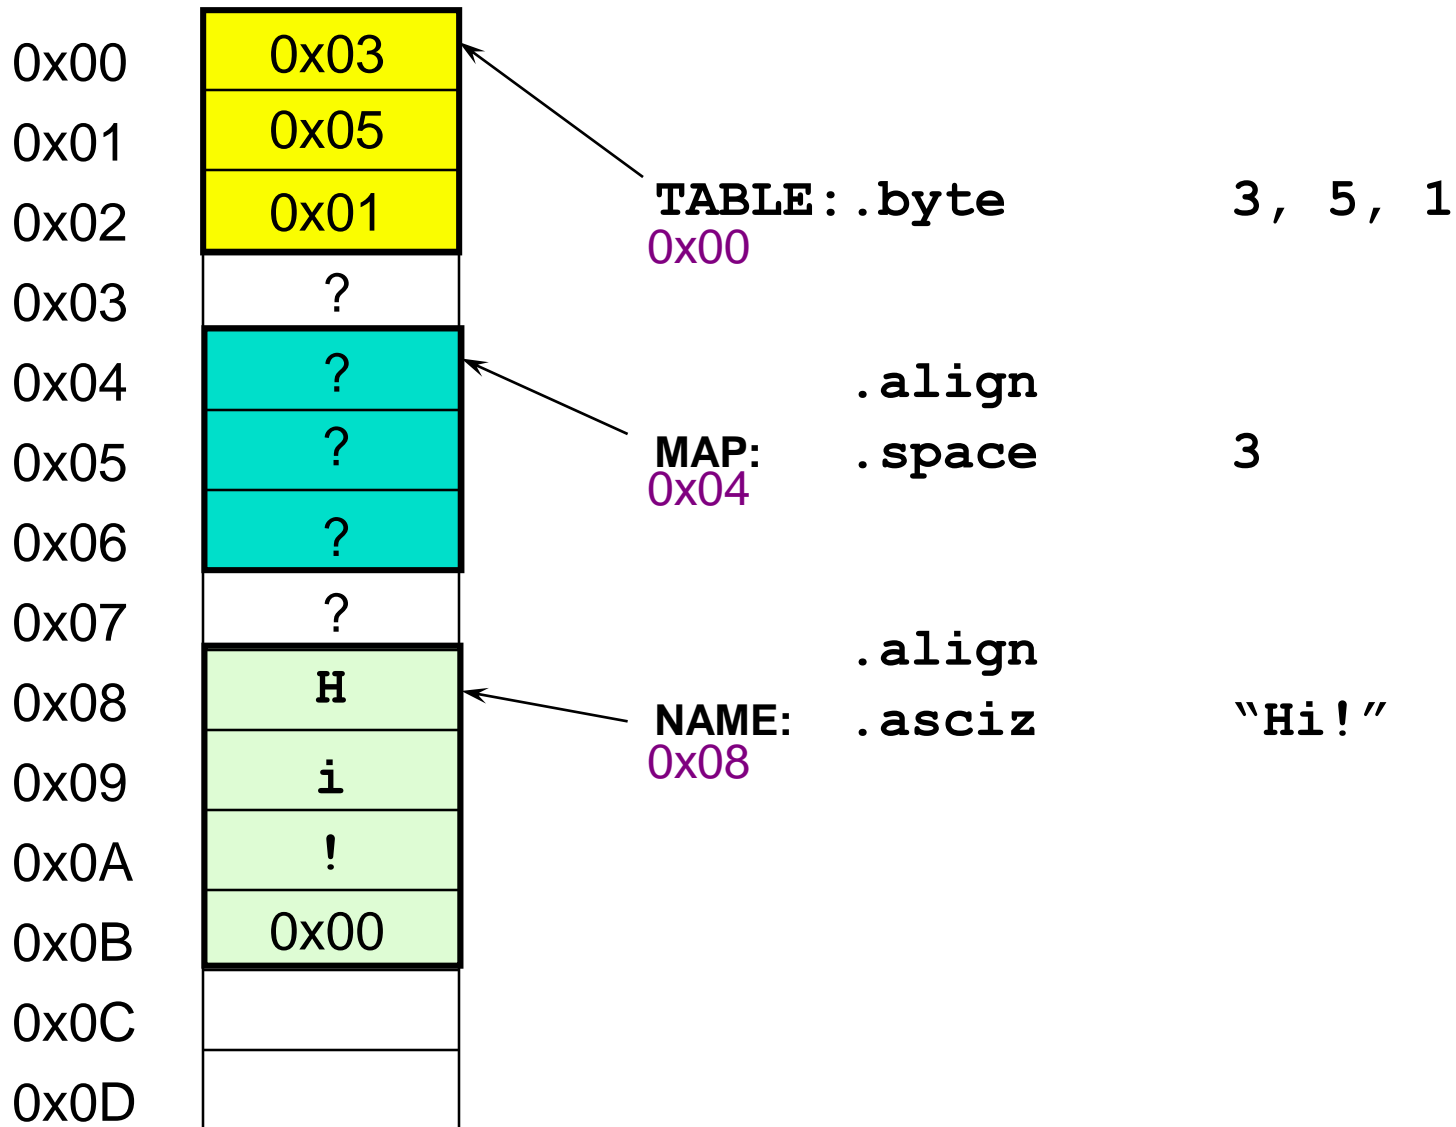 0x00 0x03
0x01 0x05
0x02 0x01 TABLE:.byte 3, 5, 1
0x00
0x03 ?
0x04 ? .align
0x05 ? MAP: .space 3
0x04
0x06 ?
0x07 ?
.align
0x08 H NAME: .asciz “Hi!”
0x08
0x09 i
0x0A !
0x0B 0x00
0x0C
0x0D